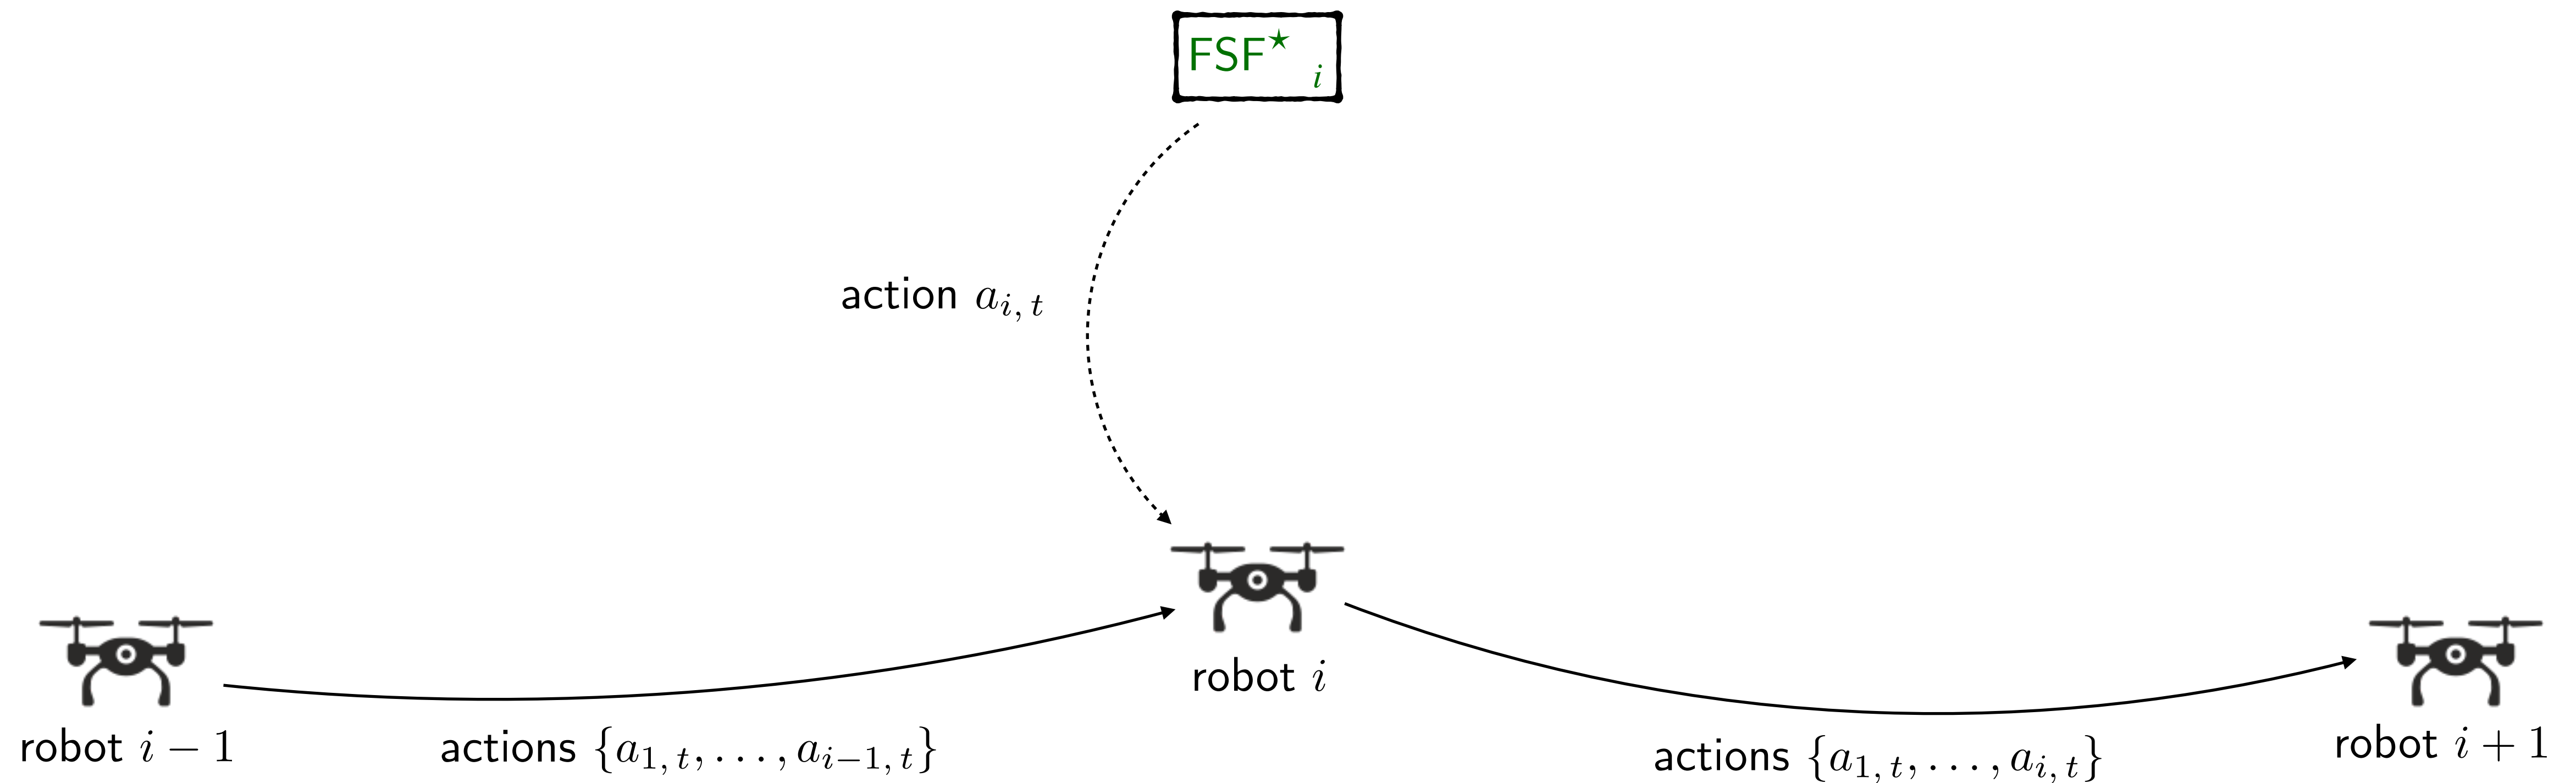 FSF★ i
action a_{i, t}
robot i
robot i − 1
actions {a_{1, t}, . . . , a_{i−1, t}}
actions {a_{1, t}, . . . , a_{i, t}}
robot i + 1